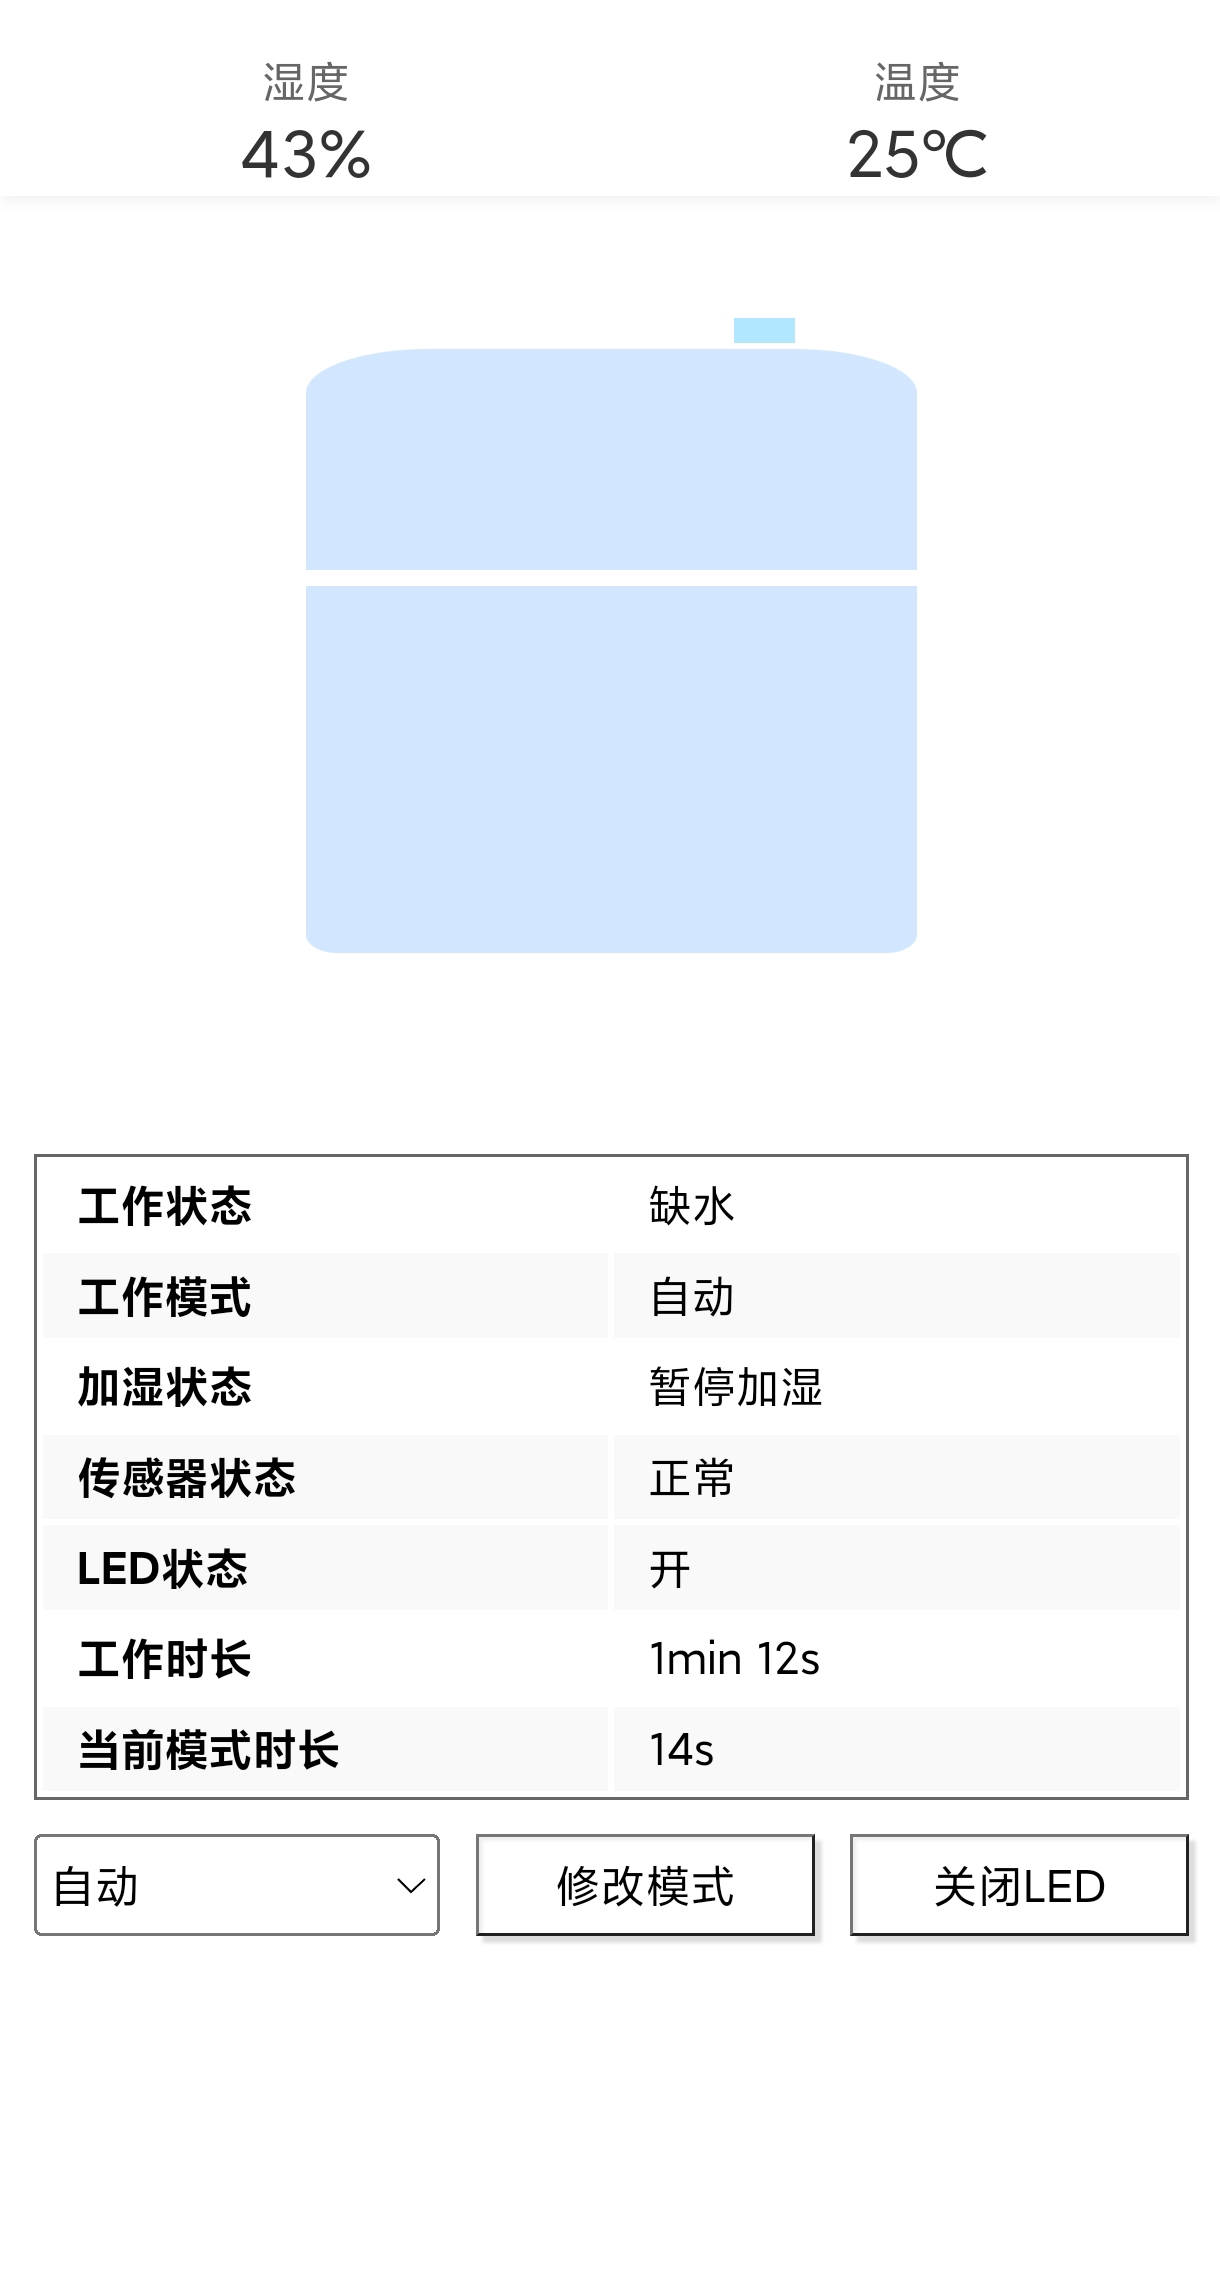 湿度 温度
43% 25℃
工作状态 缺水
工作模式 自动
加湿状态 暂停加湿
传感器状态 正常
LED状态 开
工作时长 1min 12s
当前模式时长 14s
自动 修改模式 关闭LED